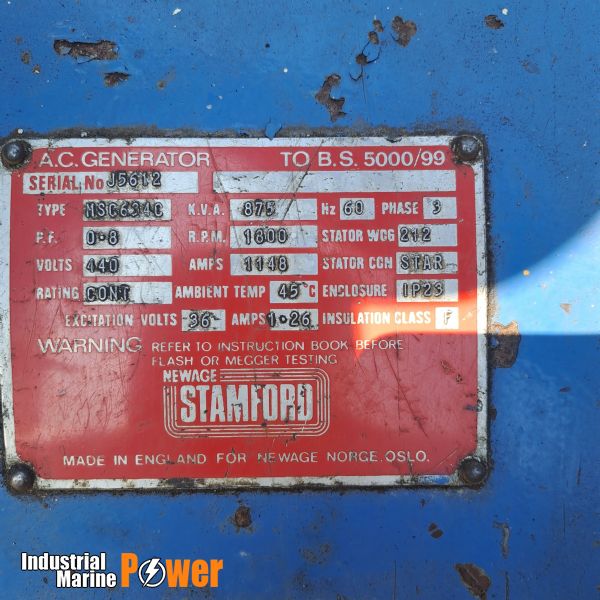 A.C. GENERATOR TO B.S. 5000/99
SERIAL No J5612
TYPE MSC634C K.V.A. 875 Hz 60 PHASE 3
P.F. 0.8 R.P.M. 1800 STATOR WDG 212
VOLTS 440 AMPS 1148 STATOR CON STAR
RATING CONT AMBIENT TEMP 45°C ENCLOSURE IP23
EXCITATION VOLTS 36 AMPS 1.26 INSULATION CLASS F
WARNING REFER TO INSTRUCTION BOOK BEFORE
FLASH OR MEGGER TESTING
NEWAGE
STAMFORD
MADE IN ENGLAND FOR NEWAGE NORGE, OSLO.
Industrial
Marine POWER